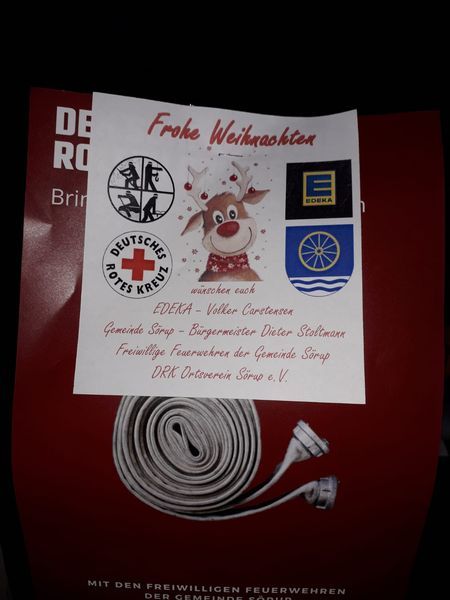 DE
RO
Brin
n
Frohe Weihnachten
DEUTSCHES
ROTES KREUZ
E
EDEKA
wünschen euch
EDEKA - Volker Carstensen
Gemeinde Sörup - Bürgermeister Dieter Stoltmann
Freiwillige Feuerwehren der Gemeinde Sörup
DRK Ortsverein Sörup e.V.
MIT DEN FREIWILLIGEN FEUERWEHREN
DER GEMEINDE SÖRUP